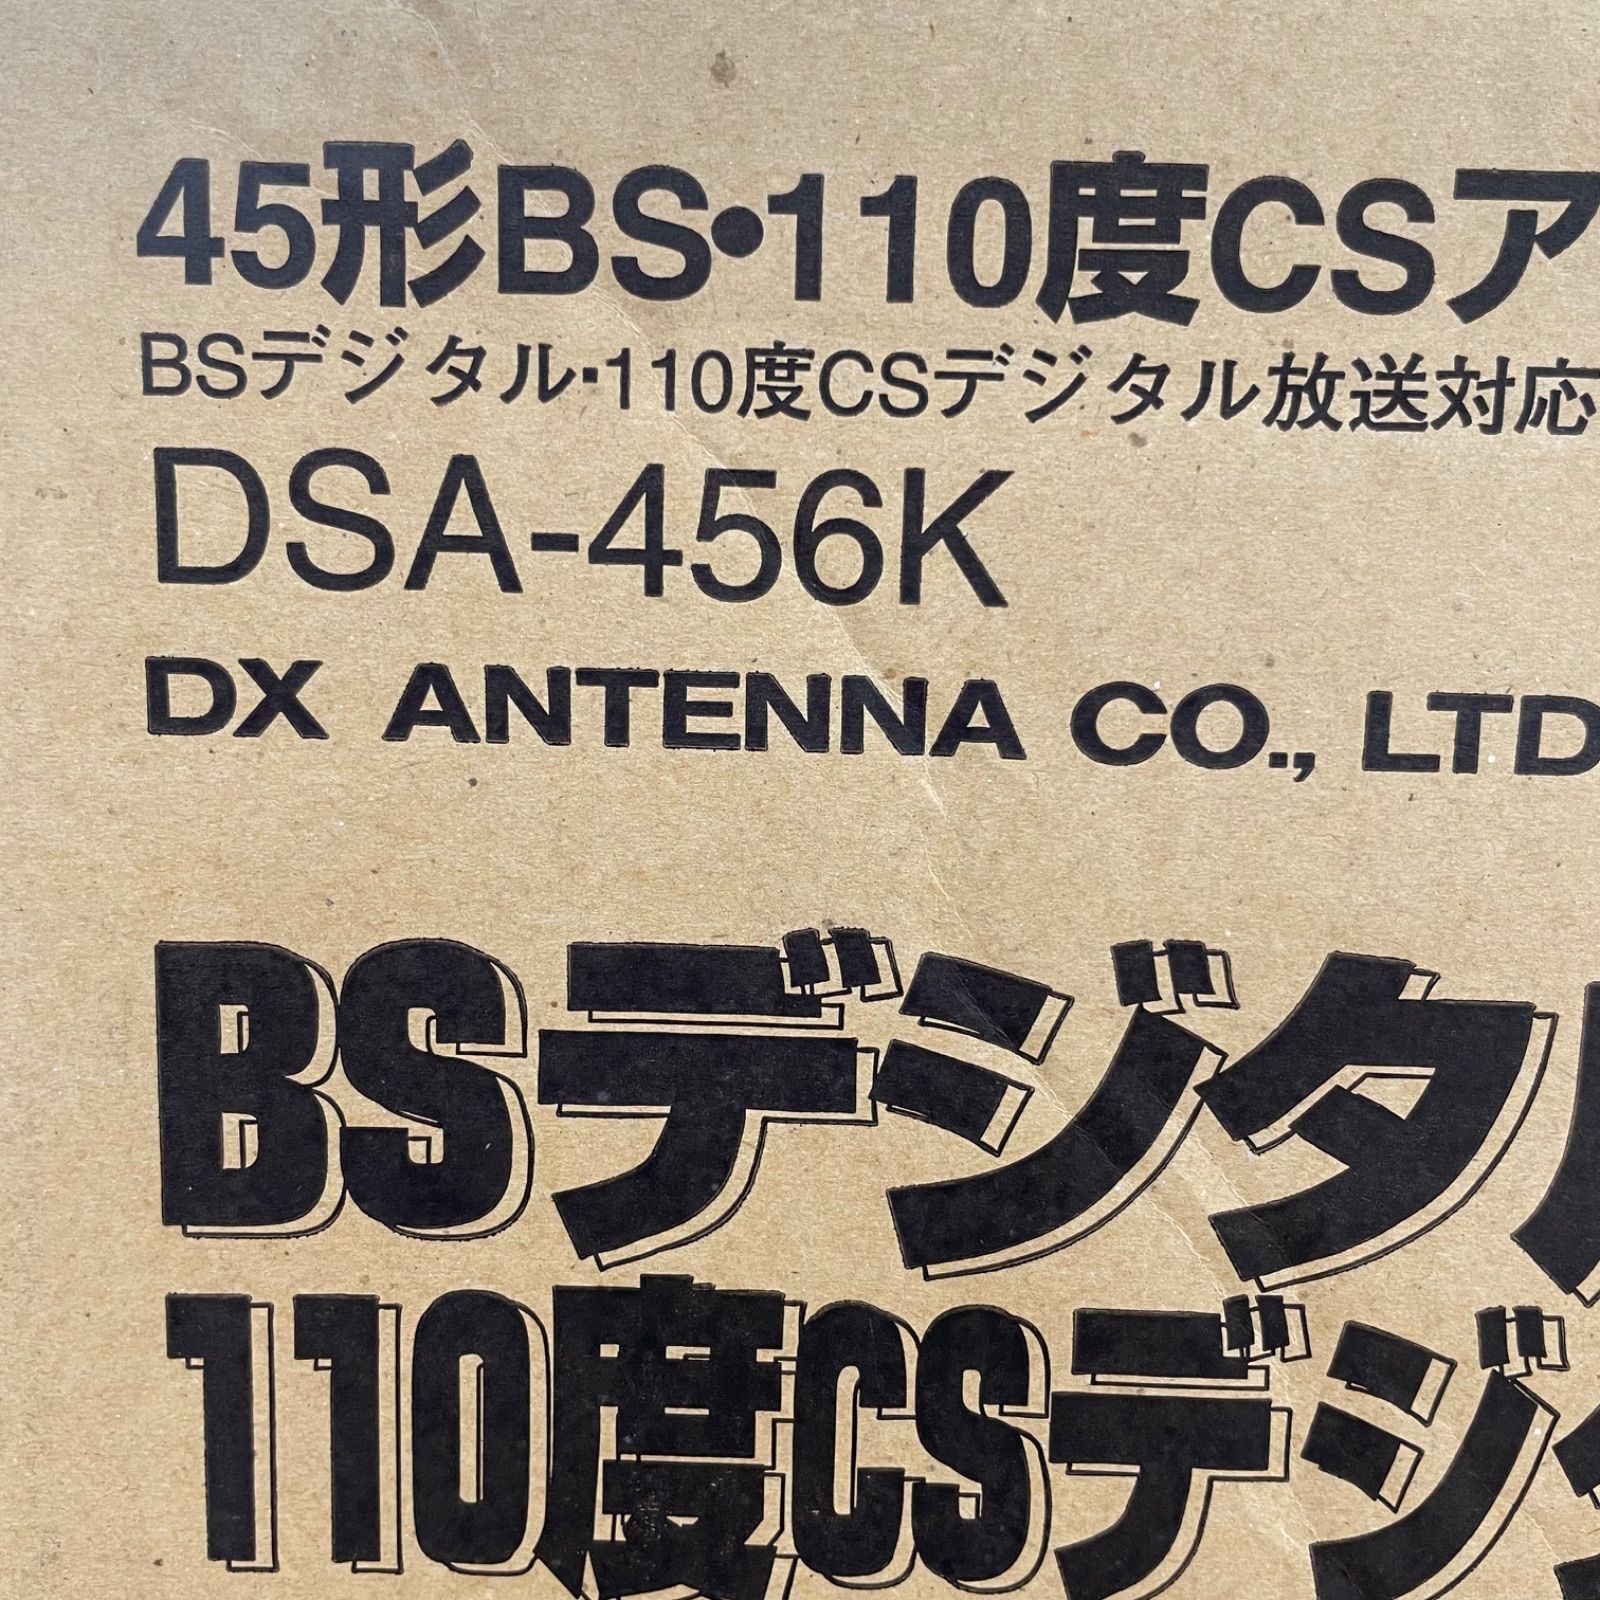 45形BS・110度CSア
BSデジタル・110度CSデジタル放送対応
DSA-456K
DX ANTENNA CO., LTD
BSデジタル
110度CSデジタ